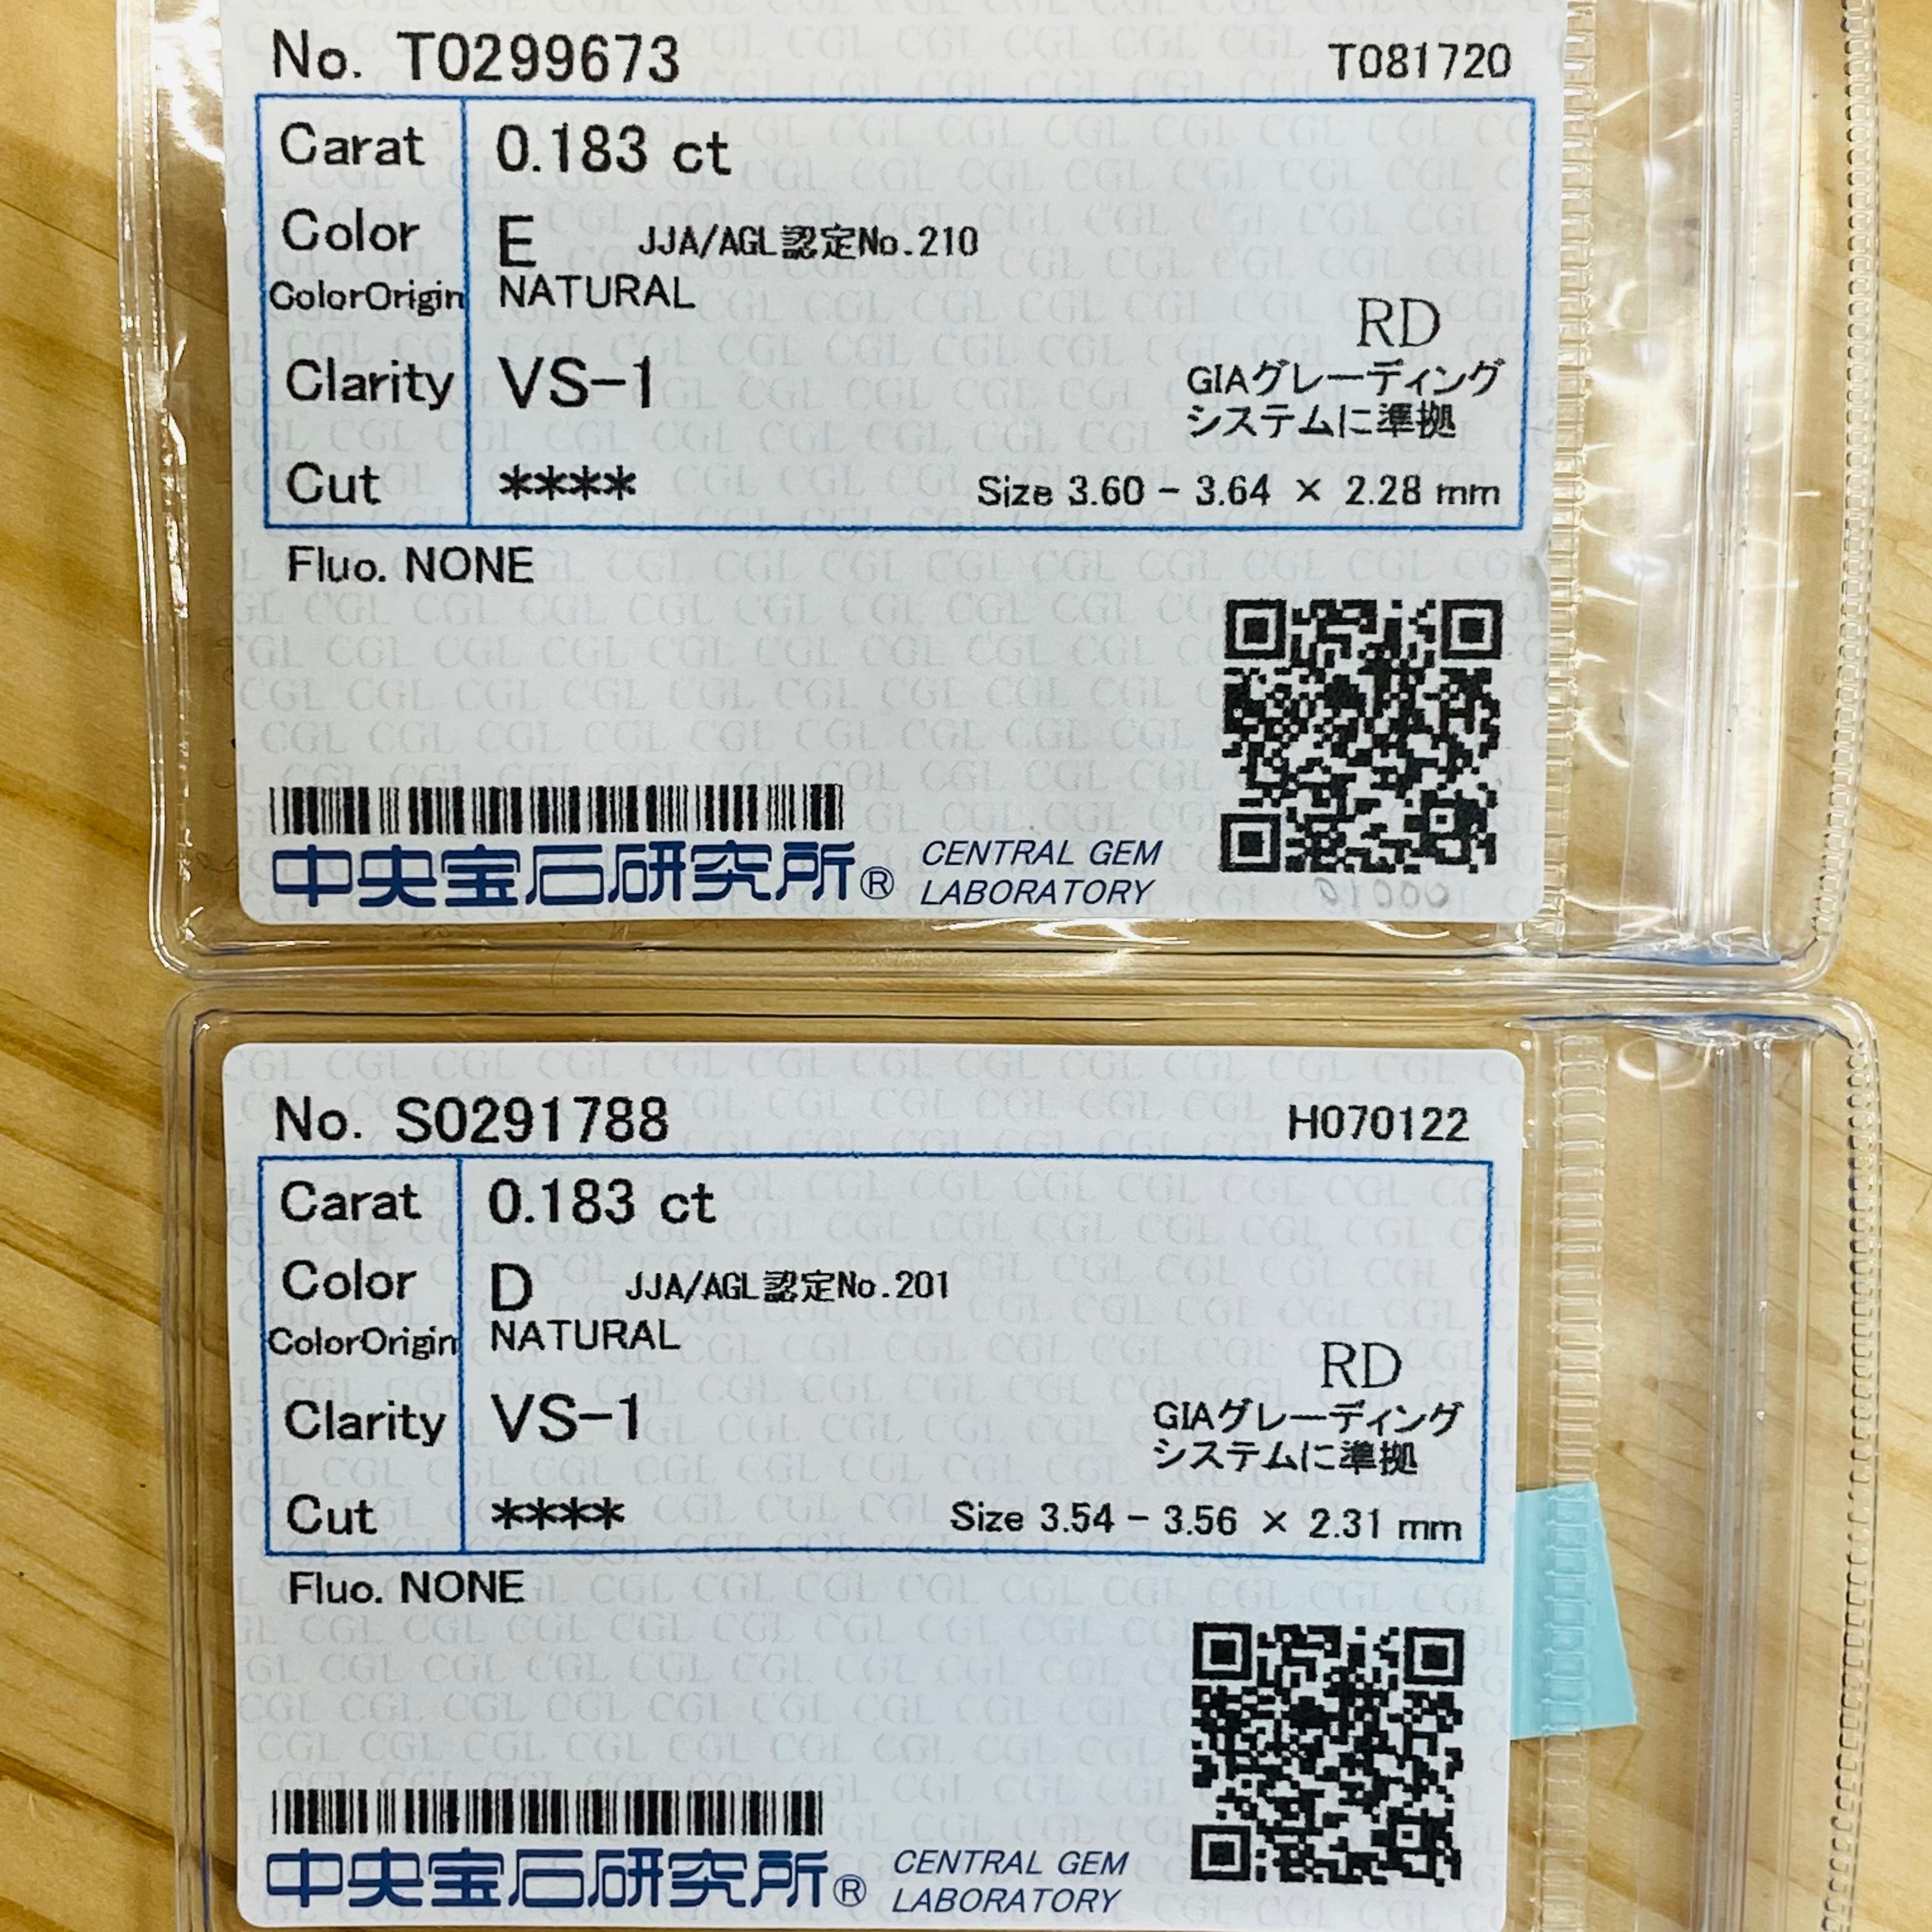 No. T0299673 T081720
Carat 0.183 ct
Color E JJA/AGL認定No.210
ColorOrigin NATURAL
RD
Clarity VS-1 GIAグレーディング
システムに準拠
Cut **** Size 3.60 - 3.64 × 2.28 mm
Fluo. NONE
中央宝石研究所® CENTRAL GEM
LABORATORY
No. S0291788 H070122
Carat 0.183 ct
Color D JJA/AGL認定No.201
ColorOrigin NATURAL
RD
Clarity VS-1 GIAグレーディング
システムに準拠
Cut **** Size 3.54 - 3.56 × 2.31 mm
Fluo. NONE
中央宝石研究所® CENTRAL GEM
LABORATORY